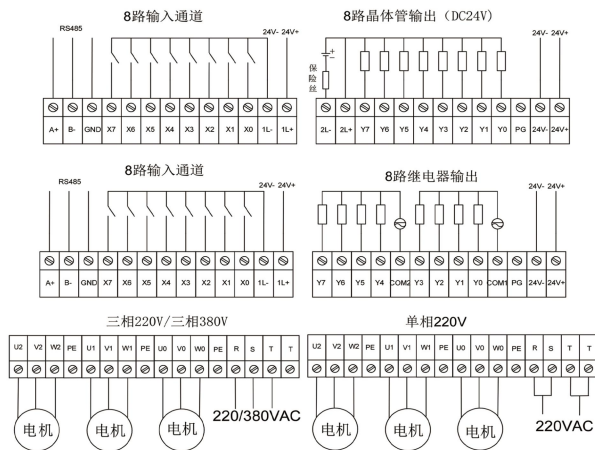 8路输入通道
RS485
24V- 24V+
A+ B- GND X7 X6 X5 X4 X3 X2 X1 X0 1L- 1L+
8路晶体管输出（DC24V）
24V- 24V+
+
-
保险丝
2L- 2L+ Y7 Y6 Y5 Y4 Y3 Y2 Y1 Y0 PG 24V- 24V+
8路输入通道
RS485
24V- 24V+
A+ B- GND X7 X6 X5 X4 X3 X2 X1 X0 1L- 1L+
8路继电器输出
24V- 24V+
Y7 Y6 Y5 Y4 COM2 Y3 Y2 Y1 Y0 COM1 PG 24V- 24V+
三相220V/三相380V
U2 V2 W2 PE U1 V1 W1 PE U0 V0 W0 PE R S T T
220/380VAC
电机 电机 电机
单相220V
U2 V2 W2 PE U1 V1 W1 PE U0 V0 W0 PE R S T T
220VAC
电机 电机 电机